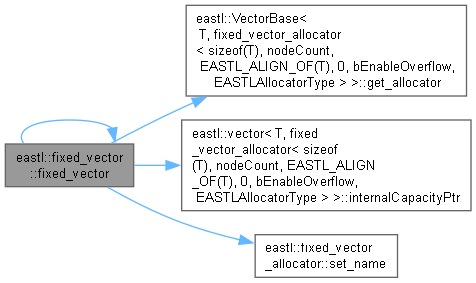 eastl::VectorBase<
T, fixed_vector_allocator
< sizeof(T), nodeCount,
EASTL_ALIGN_OF(T), 0, bEnableOverflow,
EASTLAllocatorType > >::get_allocator
eastl::fixed_vector
::fixed_vector
eastl::vector< T, fixed
_vector_allocator< sizeof
(T), nodeCount, EASTL_ALIGN
_OF(T), 0, bEnableOverflow,
EASTLAllocatorType > >::internalCapacityPtr
eastl::fixed_vector
_allocator::set_name